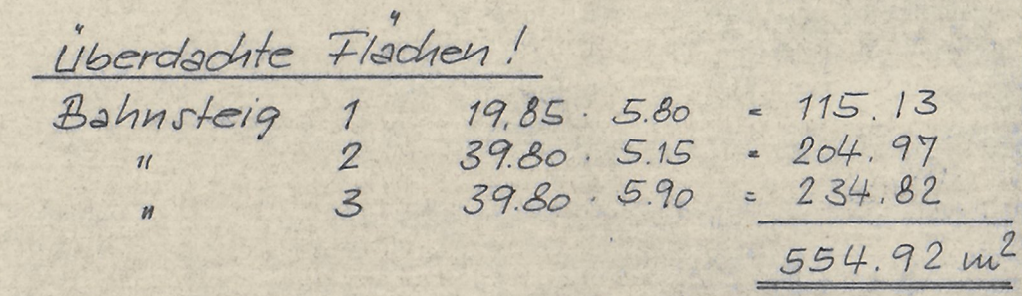 Überdachte Flächen!
Bahnsteig 1 19.85 · 5.80 = 115.13
" 2 39.80 · 5.15 = 204.97
" 3 39.80 · 5.90 = 234.82
554.92 m²